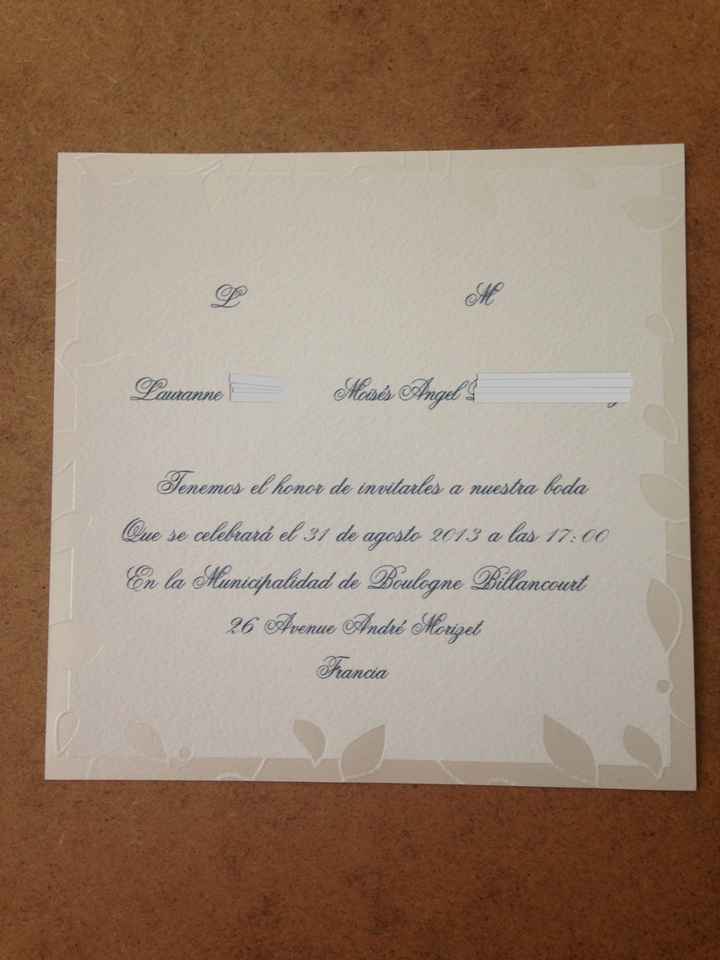 L M
Lauranne Moisés Angel
Tenemos el honor de invitarles a nuestra boda
Que se celebrará el 31 de agosto 2013 a las 17:00
En la Municipalidad de Boulogne Billancourt
26 Avenue André Morizet
Francia